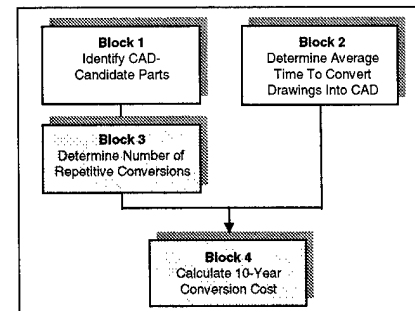 Block 1
Identify CAD-
Candidate Parts
Block 2
Determine Average
Time To Convert
Drawings Into CAD
Block 3
Determine Number of
Repetitive Conversions
Block 4
Calculate 10-Year
Conversion Cost